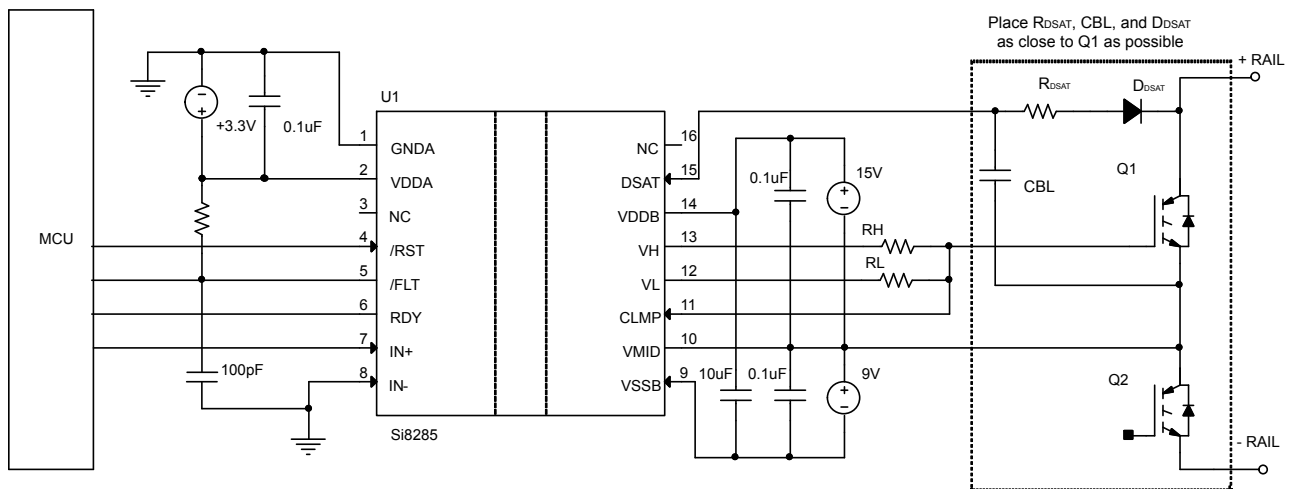 Place RDSAT, CBL, and DDSAT
as close to Q1 as possible
+ RAIL
RDSAT
DDSAT
U1
+3.3V
0.1uF
1
GNDA
2
VDDA
3
NC
4
/RST
5
/FLT
6
RDY
7
IN+
8
IN-
MCU
100pF
Si8285
16
NC
15
DSAT
14
VDDB
13
VH
12
VL
11
CLMP
10
VMID
9
VSSB
0.1uF
15V
RH
RL
10uF
0.1uF
9V
CBL
Q1
Q2
- RAIL